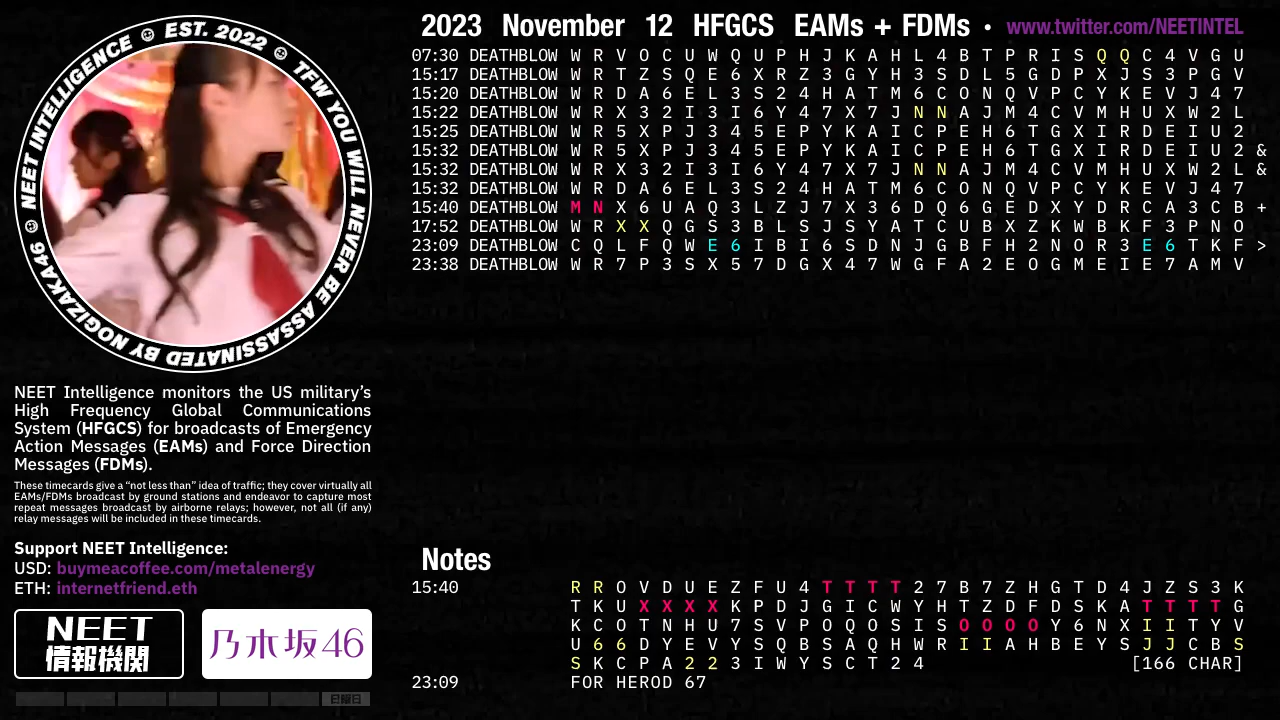 NEET INTELLIGENCE ☺ EST. 2022 ☺ TFW YOU WILL NEVER BE ASSASSINATED BY NOGIZAKA46 ☺
NEET Intelligence monitors the US military's
High Frequency Global Communications
System (HFGCS) for broadcasts of Emergency
Action Messages (EAMs) and Force Direction
Messages (FDMs).
These timecards give a “not less than” idea of traffic; they cover virtually all
EAMs/FDMs broadcast by ground stations and endeavor to capture most
repeat messages broadcast by airborne relays; however, not all (if any)
relay messages will be included in these timecards.
Support NEET Intelligence:
USD: buymeacoffee.com/metalenergy
ETH: internetfriend.eth
NEET
情報機関
乃木坂46
日曜日
2023 November 12 HFGCS EAMs + FDMs • www.twitter.com/NEETINTEL
07:30 DEATHBLOW W R V O C U W Q U P H J K A H L 4 B T P R I S Q Q C 4 V G U
15:17 DEATHBLOW W R T Z S Q E 6 X R Z 3 G Y H 3 S D L 5 G D P X J S 3 P G V
15:20 DEATHBLOW W R D A 6 E L 3 S 2 4 H A T M 6 C O N Q V P C Y K E V J 4 7
15:22 DEATHBLOW W R X 3 2 I 3 I 6 Y 4 7 X 7 J N N A J M 4 C V M H U X W 2 L
15:25 DEATHBLOW W R 5 X P J 3 4 5 E P Y K A I C P E H 6 T G X I R D E I U 2
15:32 DEATHBLOW W R 5 X P J 3 4 5 E P Y K A I C P E H 6 T G X I R D E I U 2 &
15:32 DEATHBLOW W R X 3 2 I 3 I 6 Y 4 7 X 7 J N N A J M 4 C V M H U X W 2 L &
15:32 DEATHBLOW W R D A 6 E L 3 S 2 4 H A T M 6 C O N Q V P C Y K E V J 4 7
15:40 DEATHBLOW M N X 6 U A Q 3 L Z J 7 X 3 6 D Q 6 G E D X Y D R C A 3 C B +
17:52 DEATHBLOW W R X X Q G S 3 B L S J S Y A T C U B X Z K W B K F 3 P N O
23:09 DEATHBLOW C Q L F Q W E 6 I B I 6 S D N J G B F H 2 N O R 3 E 6 T K F >
23:38 DEATHBLOW W R 7 P 3 S X 5 7 D G X 4 7 W G F A 2 E O G M E I E 7 A M V
Notes
15:40 R R O V D U E Z F U 4 T T T T 2 7 B 7 Z H G T D 4 J Z S 3 K
T K U X X X X K P D J G I C W Y H T Z D F D S K A T T T T G
K C O T N H U 7 S V P O Q O S I S O O O O Y 6 N X I I T Y V
U 6 6 D Y E V Y S Q B S A Q H W R I I A H B E Y S J J C B S
S K C P A 2 2 3 I W Y S C T 2 4 [166 CHAR]
23:09 FOR HEROD 67